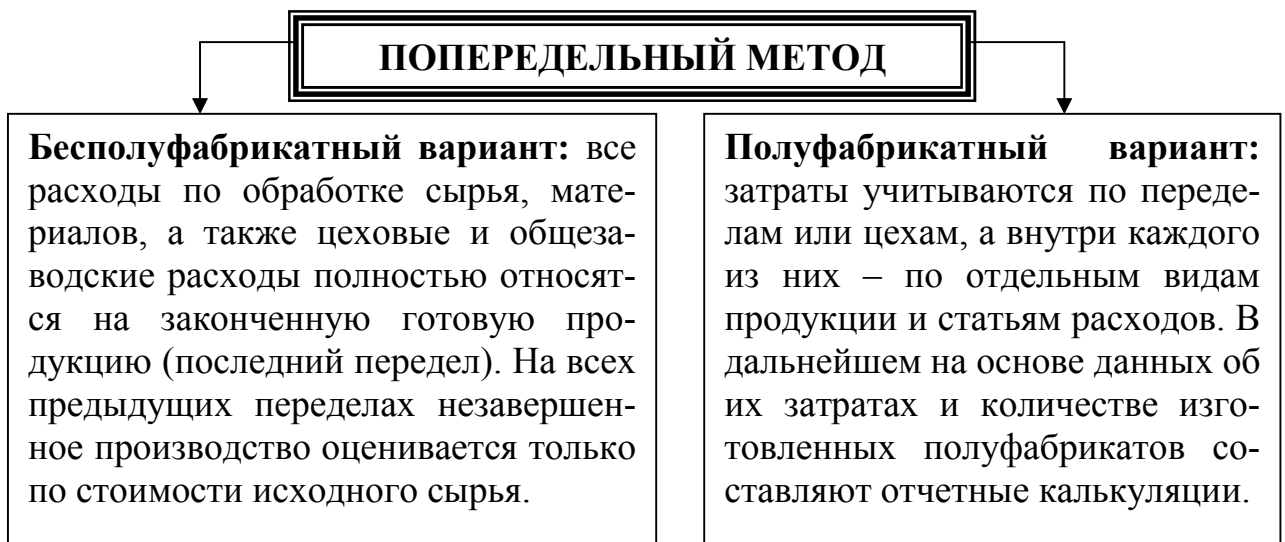 ПОПЕРЕДЕЛЬНЫЙ МЕТОД
Бесполуфабрикатный вариант: все
расходы по обработке сырья, мате-
риалов, а также цеховые и общеза-
водские расходы полностью относят-
ся на законченную готовую про-
дукцию (последний передел). На всех
предыдущих переделах незавершен-
ное производство оценивается только
по стоимости исходного сырья.
Полуфабрикатный вариант:
затраты учитываются по переде-
лам или цехам, а внутри каждого
из них – по отдельным видам
продукции и статьям расходов. В
дальнейшем на основе данных об
их затратах и количестве изго-
товленных полуфабрикатов со-
ставляют отчетные калькуляции.